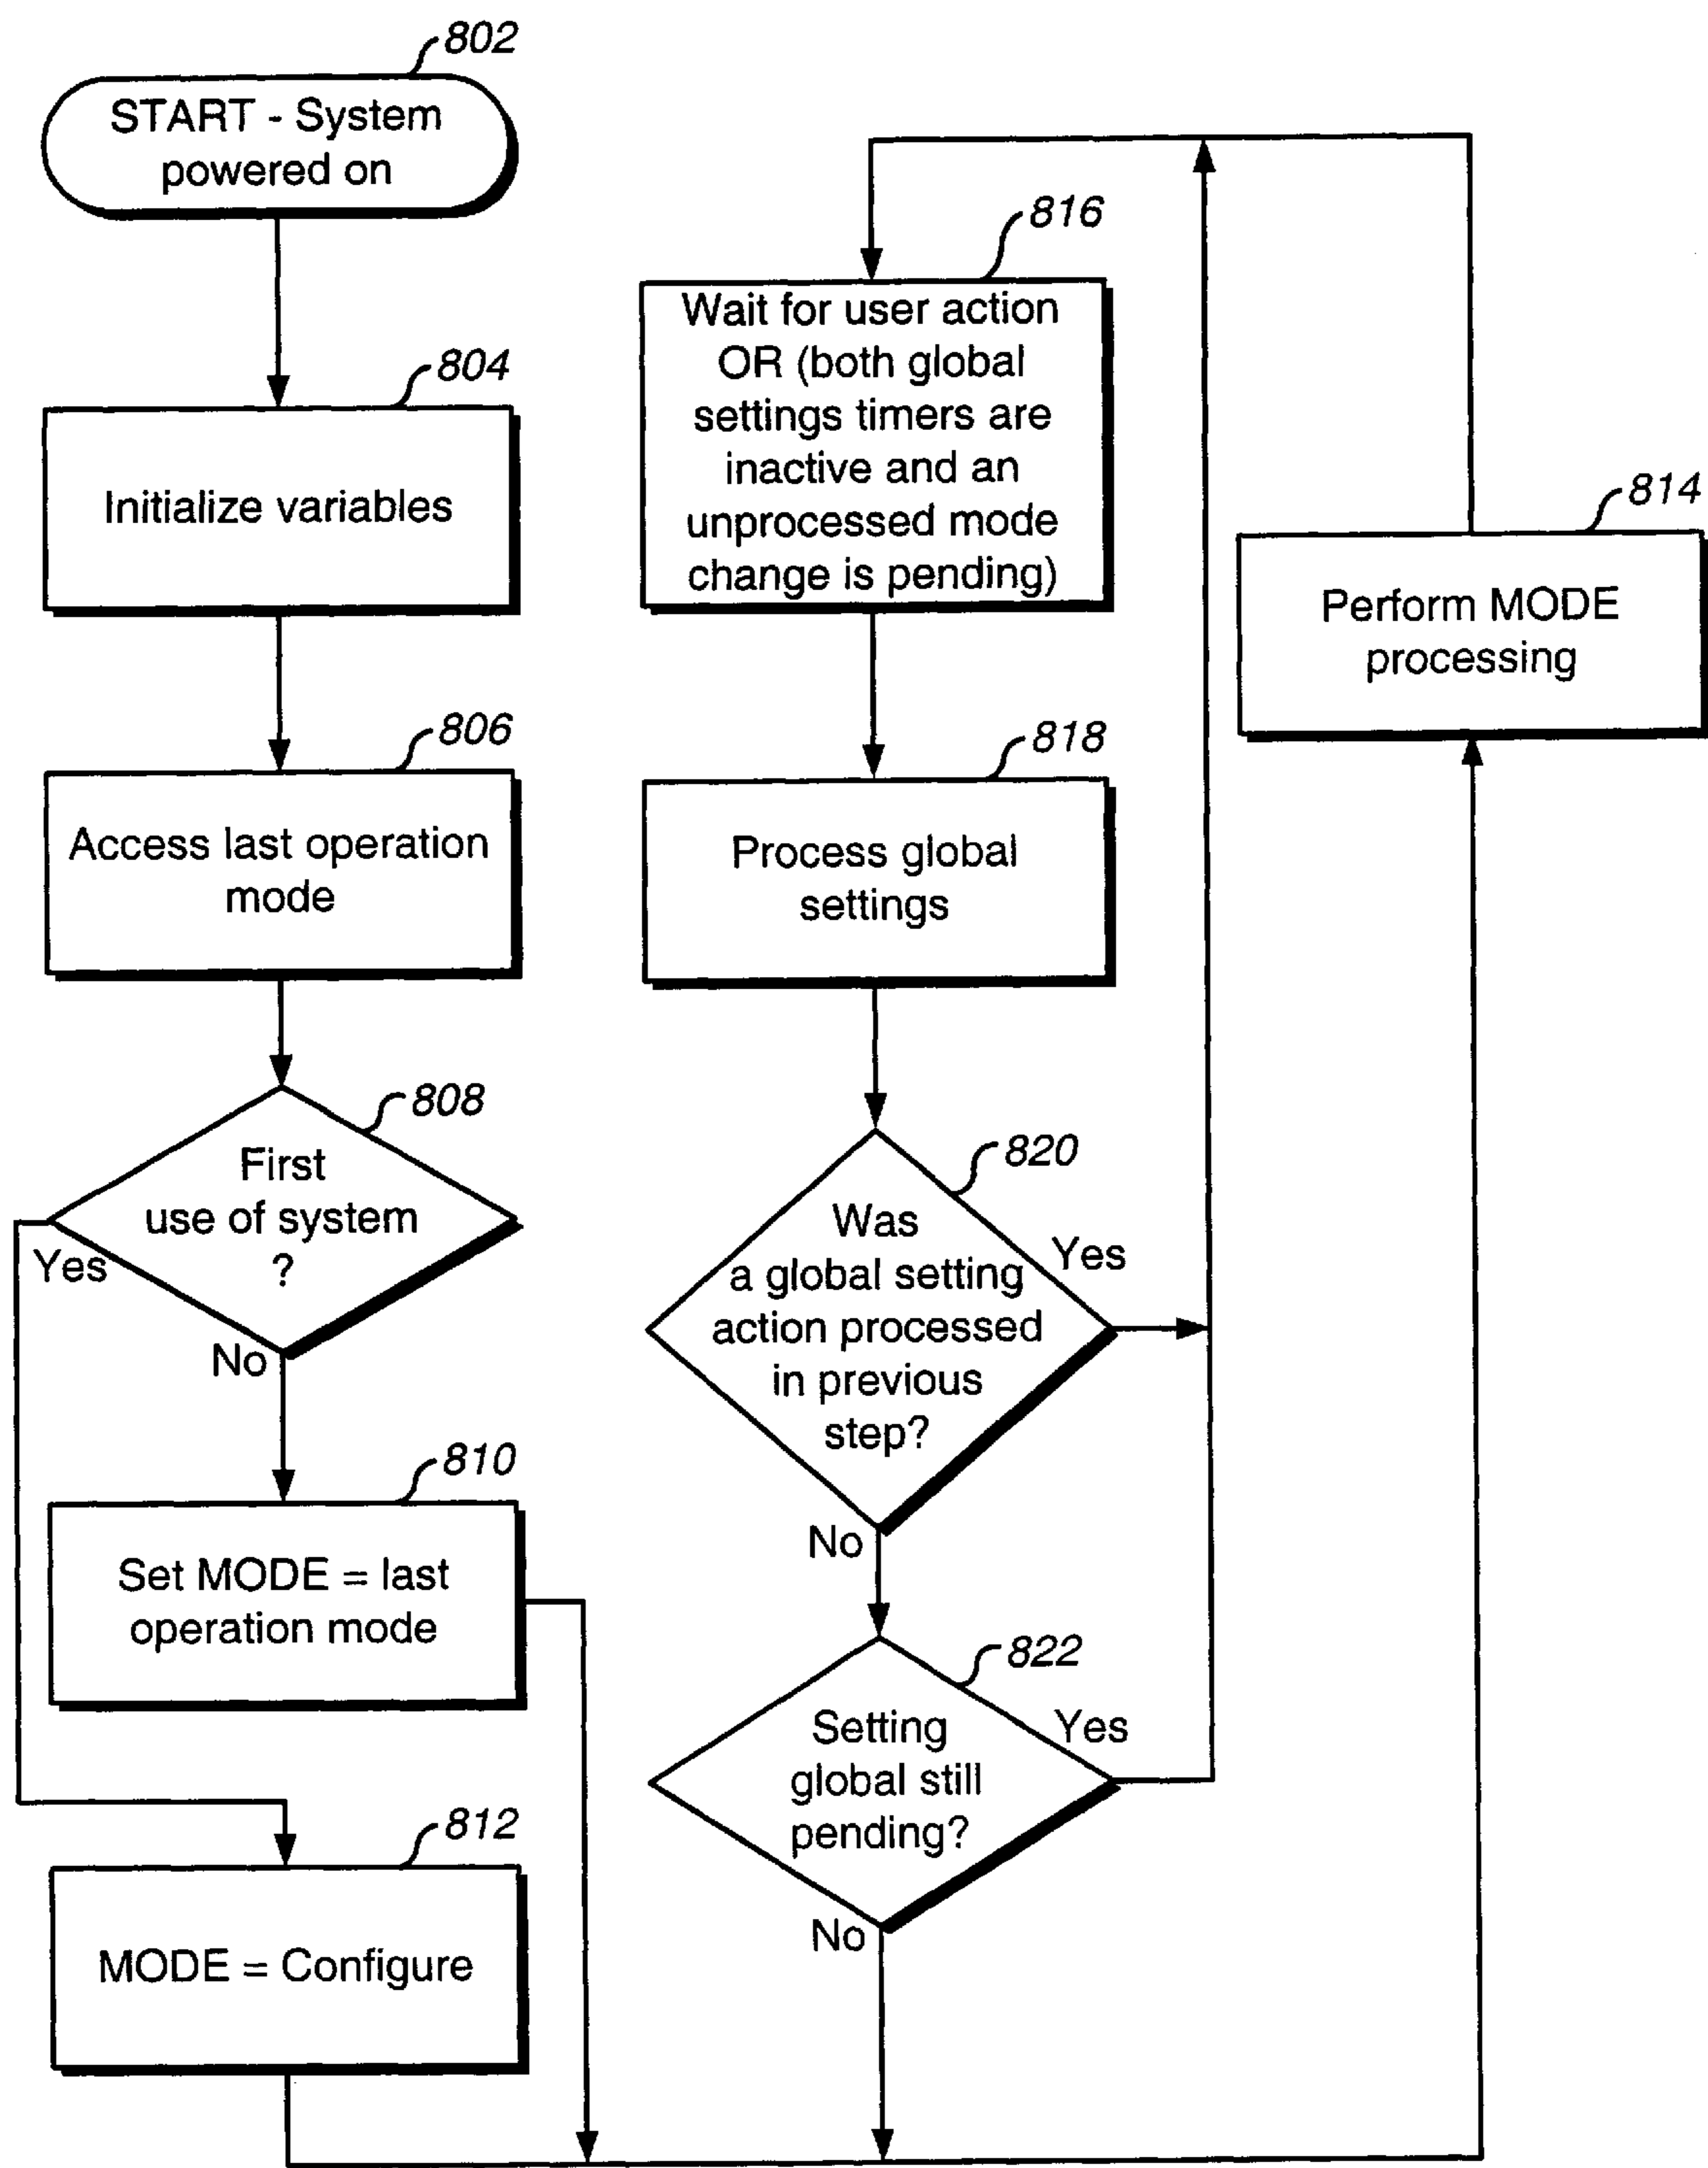 802
START - System
powered on
804
Initialize variables
806
Access last operation
mode
808
First
use of system
?
Yes
No
810
Set MODE = last
operation mode
812
MODE = Configure
816
Wait for user action
OR (both global
settings timers are
inactive and an
unprocessed mode
change is pending)
818
Process global
settings
820
Was
a global setting
action processed
in previous
step?
Yes
No
822
Setting
global still
pending?
Yes
No
814
Perform MODE
processing